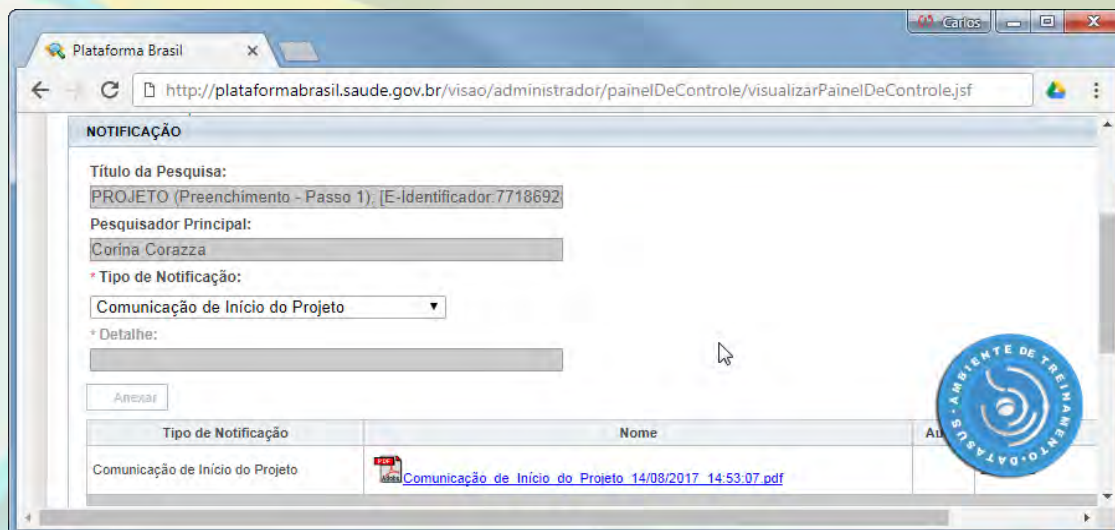 Carlos
Plataforma Brasil
http://plataformabrasil.saude.gov.br/visao/administrador/painelDeControle/visualizarPainelDeControle.jsf
NOTIFICAÇÃO
Título da Pesquisa:
PROJETO (Preenchimento - Passo 1). [E-Identificador:7718692
Pesquisador Principal:
Corina Corazza
* Tipo de Notificação:
Comunicação de Início do Projeto
* Detalhe:
Anexar
Tipo de Notificação Nome Au
Comunicação de Início do Projeto Comunicação_de_Início_do_Projeto_14/08/2017_14:53:07.pdf
AMBIENTE DE TREINAMENTO · DATASUS ·